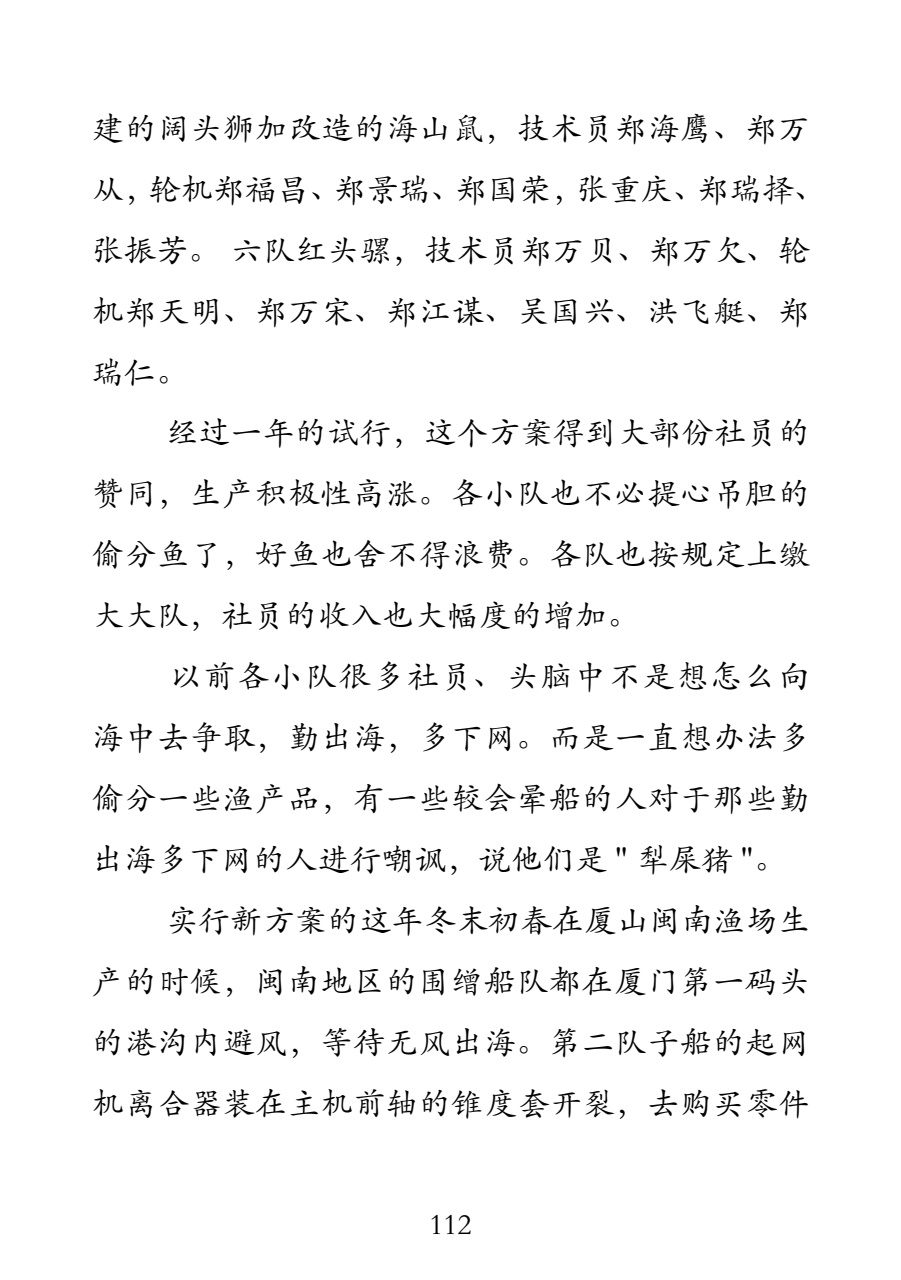 建的阔头狮加改造的海山鼠，技术员郑海鹰、郑万
从，轮机郑福昌、郑景瑞、郑国荣，张重庆、郑瑞择、
张振芳。 六队红头骡，技术员郑万贝、郑万欠、轮
机郑天明、郑万宋、郑江谋、吴国兴、洪飞艇、郑
瑞仁。
经过一年的试行，这个方案得到大部份社员的
赞同，生产积极性高涨。各小队也不必提心吊胆的
偷分鱼了，好鱼也舍不得浪费。各队也按规定上缴
大大队，社员的收入也大幅度的增加。
以前各小队很多社员、头脑中不是想怎么向
海中去争取，勤出海，多下网。而是一直想办法多
偷分一些渔产品，有一些较会晕船的人对于那些勤
出海多下网的人进行嘲讽，说他们是" 犁屎猪"。
实行新方案的这年冬末初春在厦山闽南渔场生
产的时候，闽南地区的围缯船队都在厦门第一码头
的港沟内避风，等待无风出海。第二队子船的起网
机离合器装在主机前轴的锥度套开裂，去购买零件
112